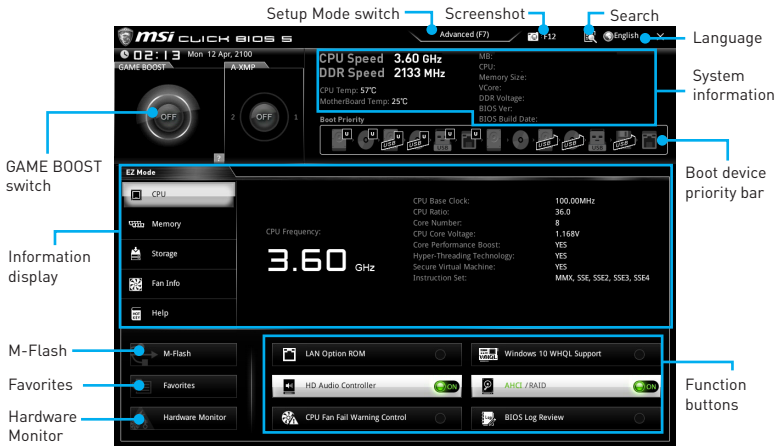 Setup Mode switch
Screenshot
Search
msi CLICK BIOS 5
Advanced (F7)
F12
English
×
Language
02:13 Mon 12 Apr, 2100
GAME BOOST
A-XMP
OFF
2 OFF 1
?
CPU Speed 3.60 GHz
DDR Speed 2133 MHz
CPU Temp: 57°C
MotherBoard Temp: 25°C
MB:
CPU:
Memory Size:
VCore:
DDR Voltage:
BIOS Ver:
BIOS Build Date:
System
information
Boot Priority
U U USB U USB U USB U U USB USB USB USB U
GAME BOOST
switch
Boot device
priority bar
EZ Mode
CPU
Memory
Storage
Fan Info
Help
Information
display
CPU Frequency:
3.60 GHz
CPU Base Clock: 100.00MHz
CPU Ratio: 36.0
Core Number: 8
CPU Core Voltage: 1.168V
Core Performance Boost: YES
Hyper-Threading Technology: YES
Secure Virtual Machine: YES
Instruction Set: MMX, SSE, SSE2, SSE3, SSE4
M-Flash
M-Flash
Favorites
Favorites
Hardware
Monitor
Hardware Monitor
LAN Option ROM
Windows 10 WHQL Support
HD Audio Controller ON
AHCI /RAID ON
CPU Fan Fail Warning Control
BIOS Log Review
Function
buttons